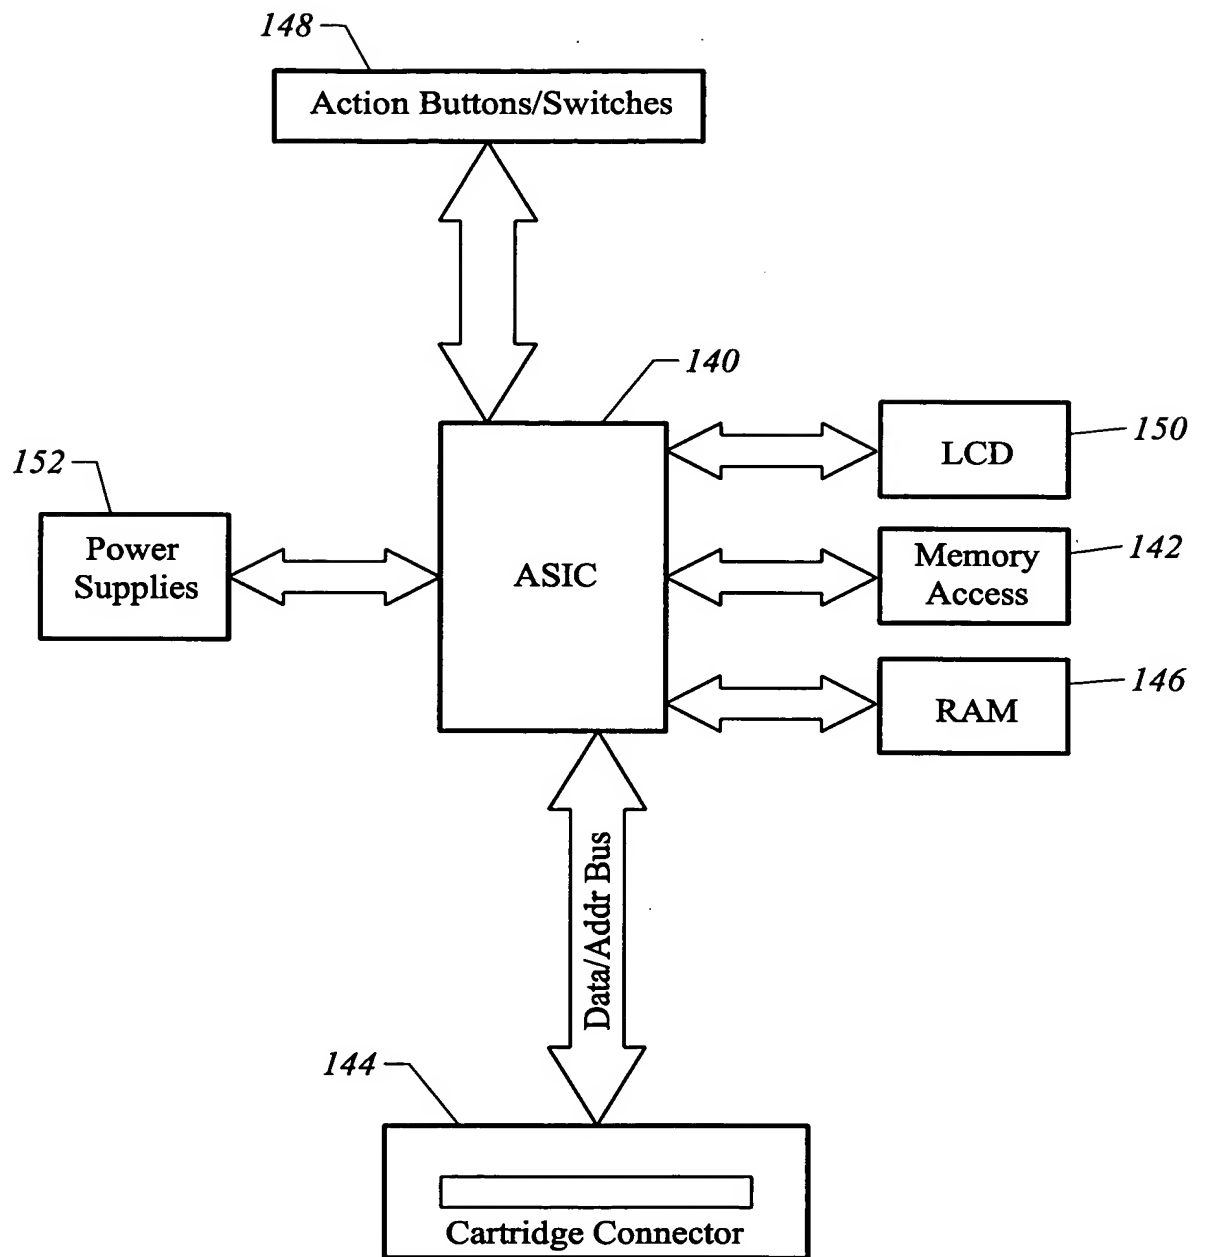 148
Action Buttons/Switches
140
150
LCD
152
Power
Supplies
ASIC
Memory
Access
142
RAM
146
Data/Addr Bus
144
Cartridge Connector